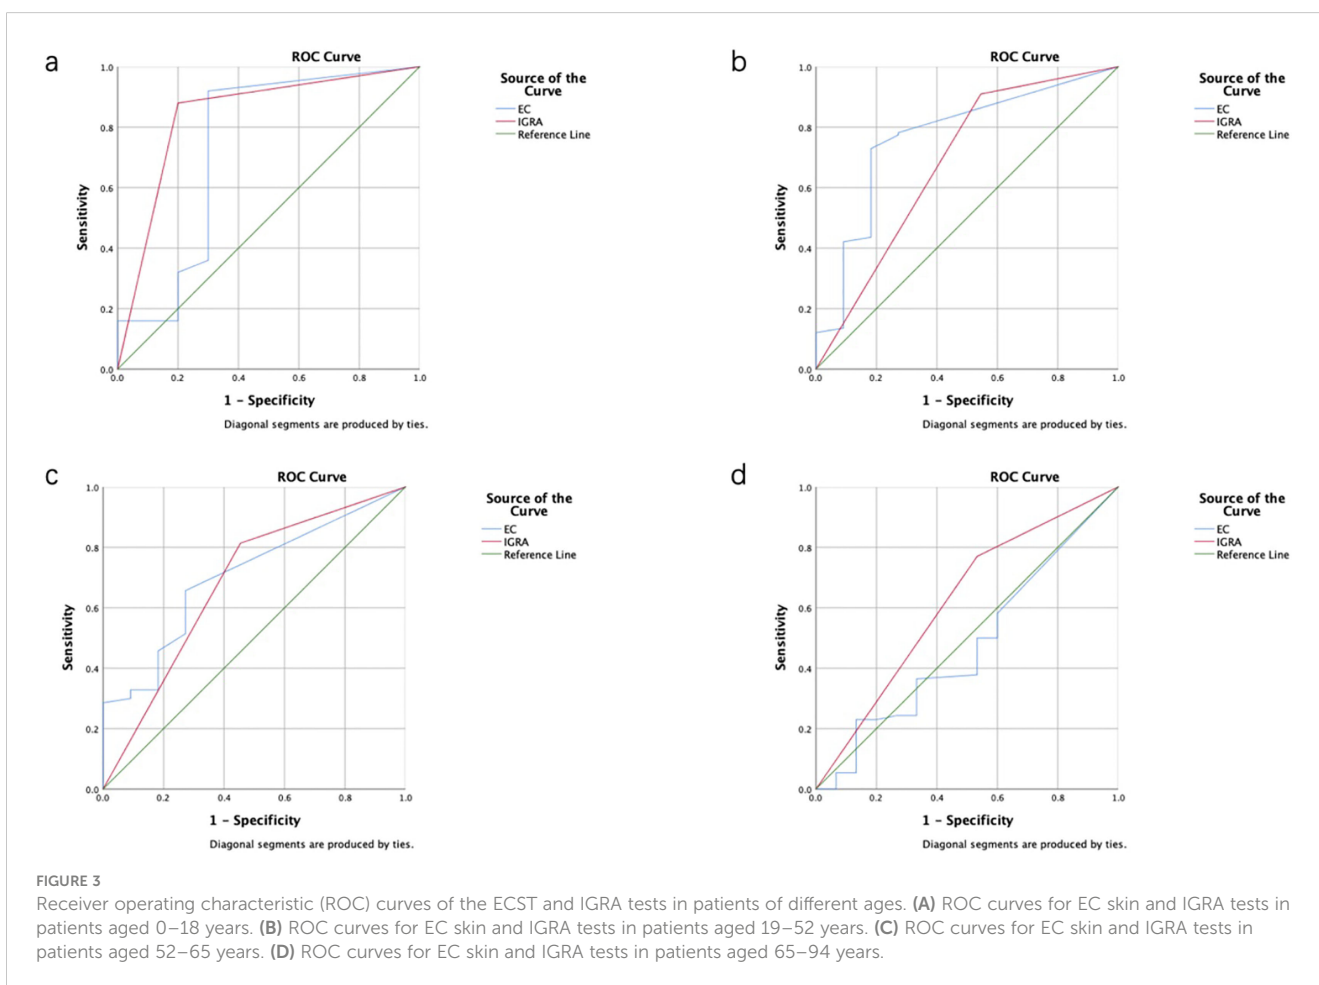 a
ROC Curve
1.0
0.8
0.6
0.4
0.2
0.0
0.0 0.2 0.4 0.6 0.8 1.0
Sensitivity
1 - Specificity
Diagonal segments are produced by ties.
Source of the
Curve
EC
IGRA
Reference Line
b
ROC Curve
1.0
0.8
0.6
0.4
0.2
0.0
0.0 0.2 0.4 0.6 0.8 1.0
Sensitivity
1 - Specificity
Diagonal segments are produced by ties.
Source of the
Curve
EC
IGRA
Reference Line
c
ROC Curve
1.0
0.8
0.6
0.4
0.2
0.0
0.0 0.2 0.4 0.6 0.8 1.0
Sensitivity
1 - Specificity
Diagonal segments are produced by ties.
Source of the
Curve
EC
IGRA
Reference Line
d
ROC Curve
1.0
0.8
0.6
0.4
0.2
0.0
0.0 0.2 0.4 0.6 0.8 1.0
Sensitivity
1 - Specificity
Diagonal segments are produced by ties.
Source of the
Curve
EC
IGRA
Reference Line
FIGURE 3
Receiver operating characteristic (ROC) curves of the ECST and IGRA tests in patients of different ages. (A) ROC curves for EC skin and IGRA tests in
patients aged 0–18 years. (B) ROC curves for EC skin and IGRA tests in patients aged 19–52 years. (C) ROC curves for EC skin and IGRA tests in
patients aged 52–65 years. (D) ROC curves for EC skin and IGRA tests in patients aged 65–94 years.